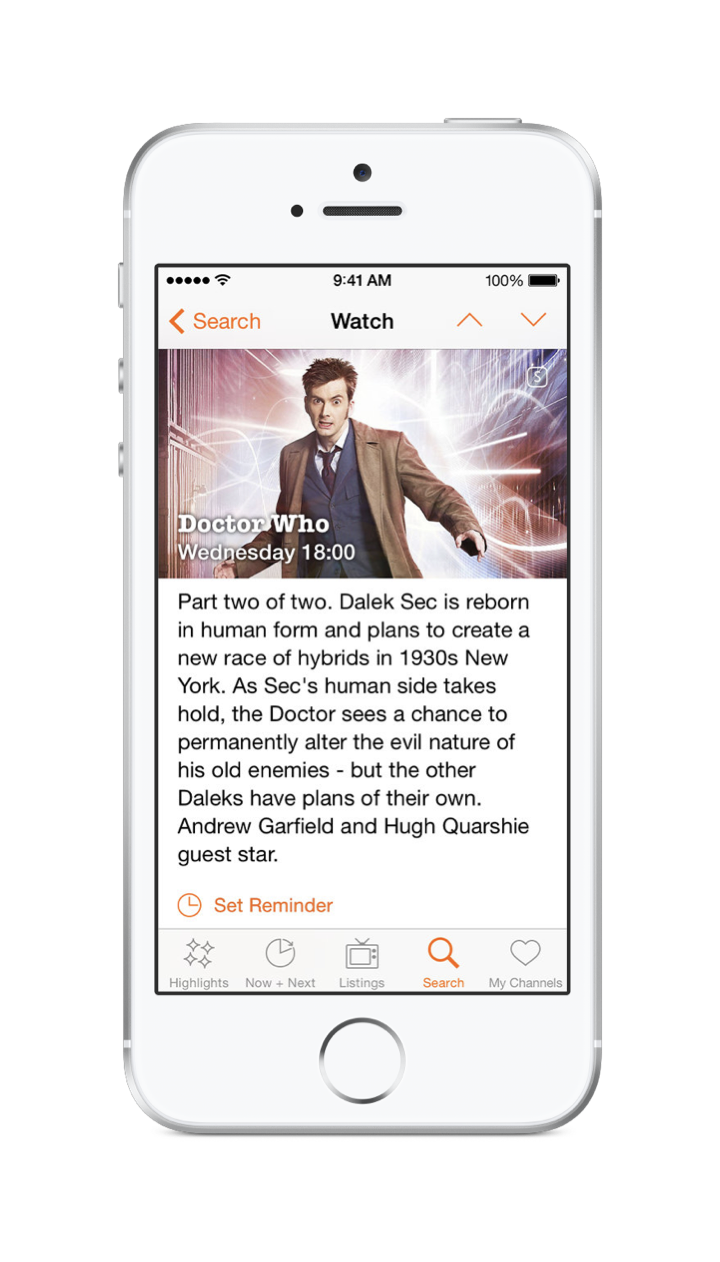 9:41 AM
100%
Search
Watch
S
Doctor Who
Wednesday 18:00
Part two of two. Dalek Sec is reborn
in human form and plans to create a
new race of hybrids in 1930s New
York. As Sec's human side takes
hold, the Doctor sees a chance to
permanently alter the evil nature of
his old enemies - but the other
Daleks have plans of their own.
Andrew Garfield and Hugh Quarshie
guest star.
Set Reminder
Highlights
Now + Next
Listings
Search
My Channels